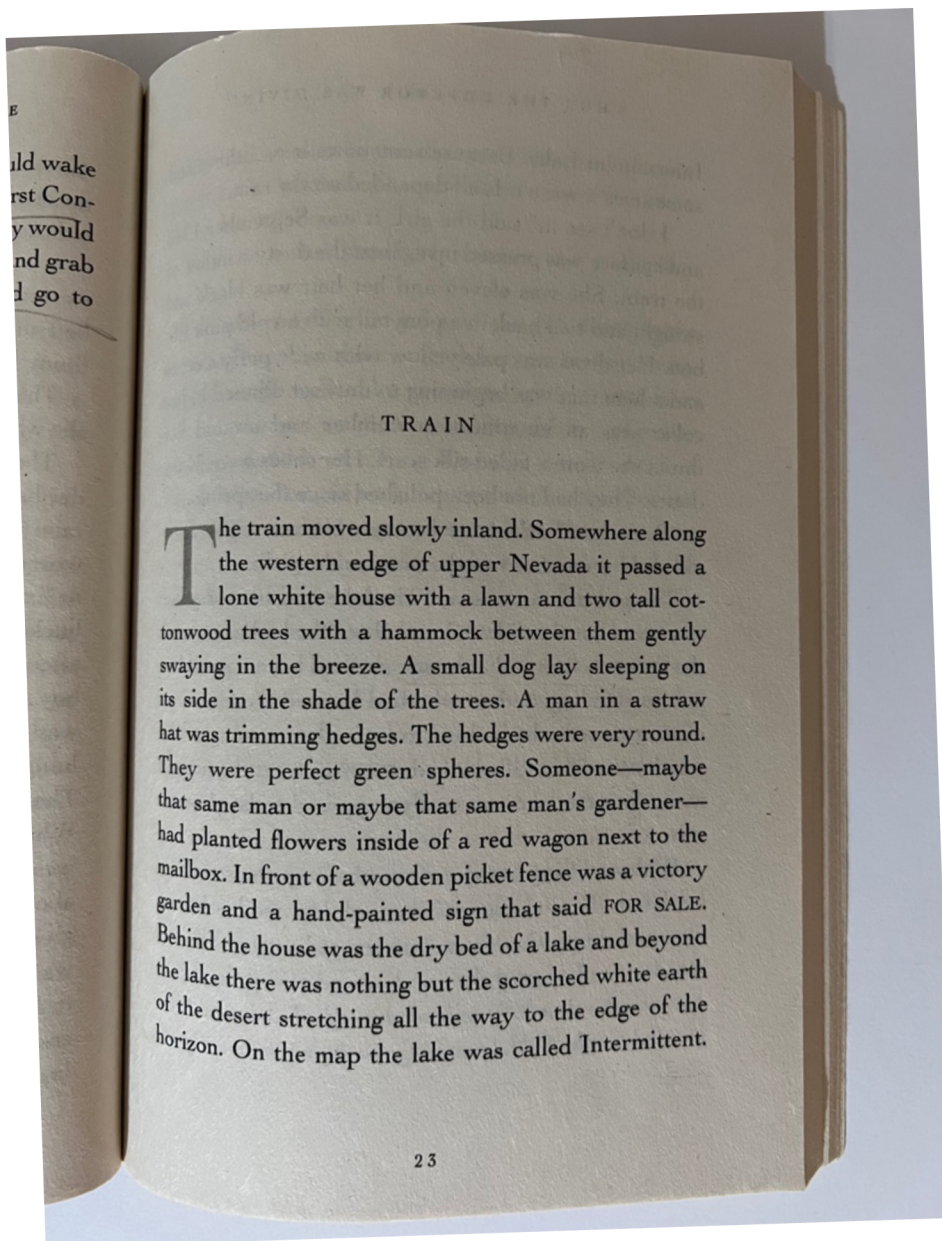 E
uld wake
rst Con-
y would
nd grab
d go to
TRAIN
The train moved slowly inland. Somewhere along
the western edge of upper Nevada it passed a
lone white house with a lawn and two tall cot-
tonwood trees with a hammock between them gently
swaying in the breeze. A small dog lay sleeping on
its side in the shade of the trees. A man in a straw
hat was trimming hedges. The hedges were very round.
They were perfect green spheres. Someone—maybe
that same man or maybe that same man's gardener—
had planted flowers inside of a red wagon next to the
mailbox. In front of a wooden picket fence was a victory
garden and a hand-painted sign that said FOR SALE.
Behind the house was the dry bed of a lake and beyond
the lake there was nothing but the scorched white earth
of the desert stretching all the way to the edge of the
horizon. On the map the lake was called Intermittent.
23